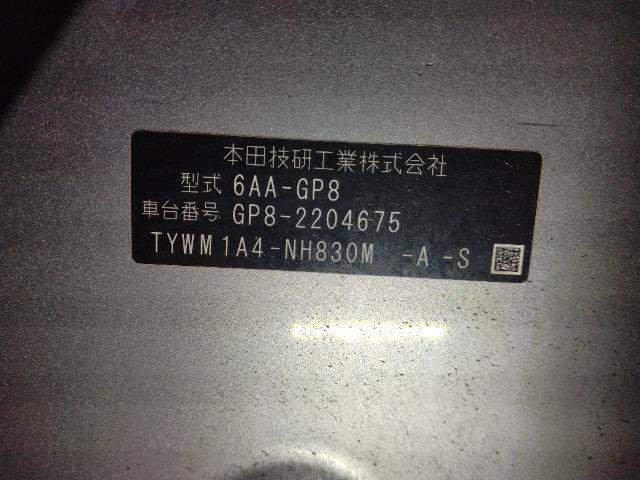 本田技研工業株式会社
型式 6AA-GP8
車台番号 GP8-2204675
TYWM1A4-NH830M -A -S